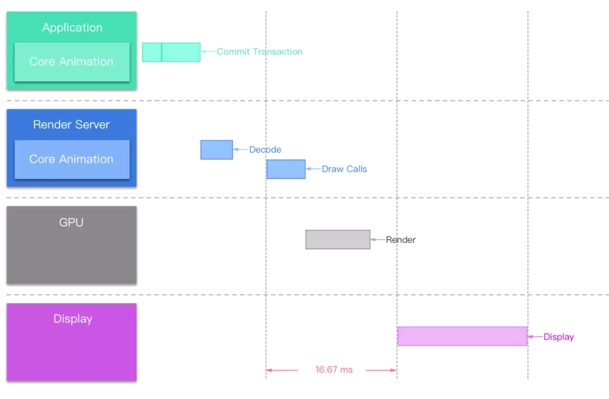 Application
Core Animation
Commit Transaction
Render Server
Core Animation
Decode
Draw Calls
GPU
Render
Display
Display
16.67 ms